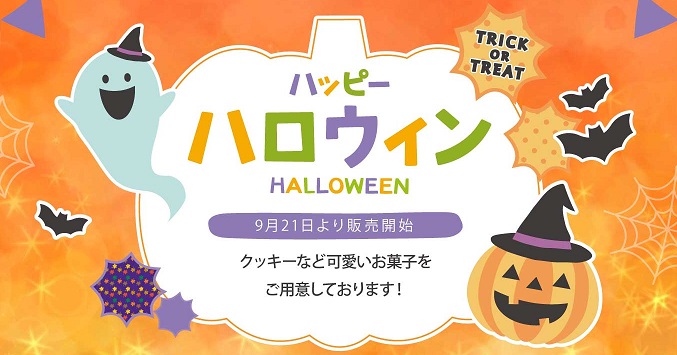 TRICK
OR
TREAT
ハッピー
ハロウィン
HALLOWEEN
9月21日より販売開始
クッキーなど可愛いお菓子を
ご用意しております!